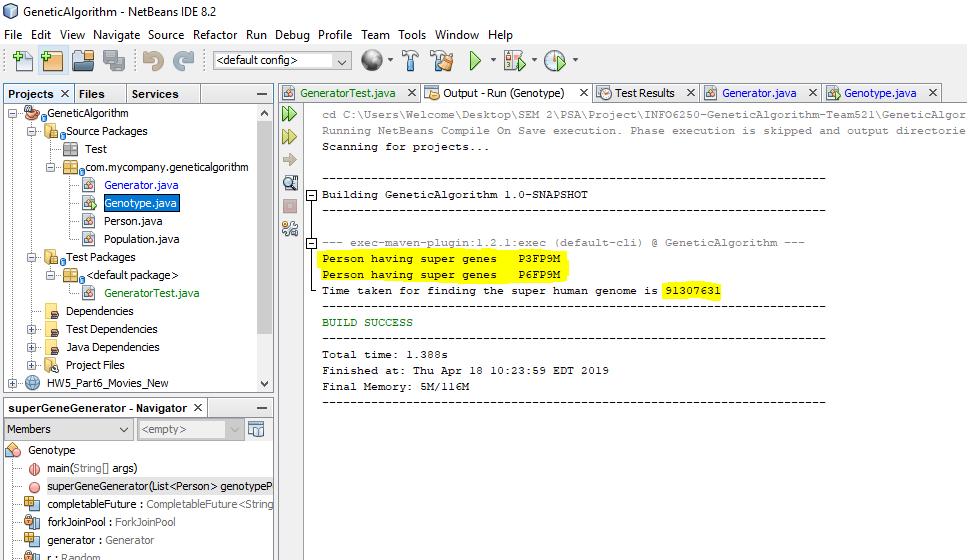 GeneticAlgorithm - NetBeans IDE 8.2
File Edit View Navigate Source Refactor Run Debug Profile Team Tools Window Help
<default config>
Projects Files Services
GeneticAlgorithm
Source Packages
Test
com.mycompany.geneticalgorithm
Generator.java
Genotype.java
Person.java
Population.java
Test Packages
<default package>
GeneratorTest.java
Dependencies
Test Dependencies
Java Dependencies
Project Files
HW5_Part6_Movies_New
superGeneGenerator - Navigator
Members <empty>
Genotype
main(String[] args)
superGeneGenerator(List<Person> genotypeP
completableFuture : CompletableFuture<String
forkJoinPool : ForkJoinPool
generator : Generator
r : Random
GeneratorTest.java Output - Run (Genotype) Test Results Generator.java Genotype.java
cd C:\Users\Welcome\Desktop\SEM 2\PSA\Project\INFO6250-GeneticAlgorithm-Team521\GeneticAlgor
Running NetBeans Compile On Save execution. Phase execution is skipped and output directorie
Scanning for projects...
------------------------------------------------------------------------
Building GeneticAlgorithm 1.0-SNAPSHOT
------------------------------------------------------------------------
--- exec-maven-plugin:1.2.1:exec (default-cli) @ GeneticAlgorithm ---
Person having super genes P3FP9M
Person having super genes P6FP9M
Time taken for finding the super human genome is 91307631
------------------------------------------------------------------------
BUILD SUCCESS
------------------------------------------------------------------------
Total time: 1.388s
Finished at: Thu Apr 18 10:23:59 EDT 2019
Final Memory: 5M/116M
------------------------------------------------------------------------